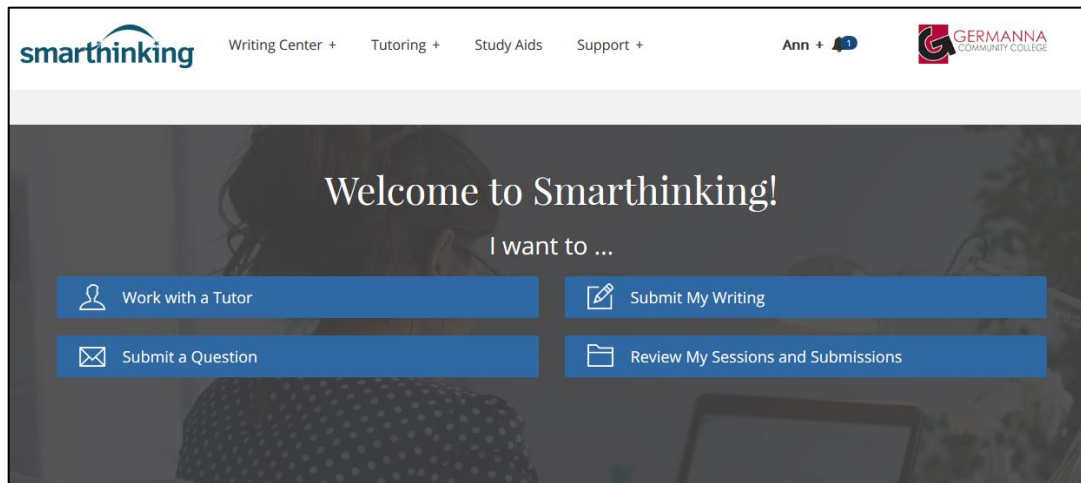 smarthinking
Writing Center +
Tutoring +
Study Aids
Support +
Ann +
1
GERMANNA
COMMUNITY COLLEGE
Welcome to Smarthinking!
I want to ...
Work with a Tutor
Submit My Writing
Submit a Question
Review My Sessions and Submissions